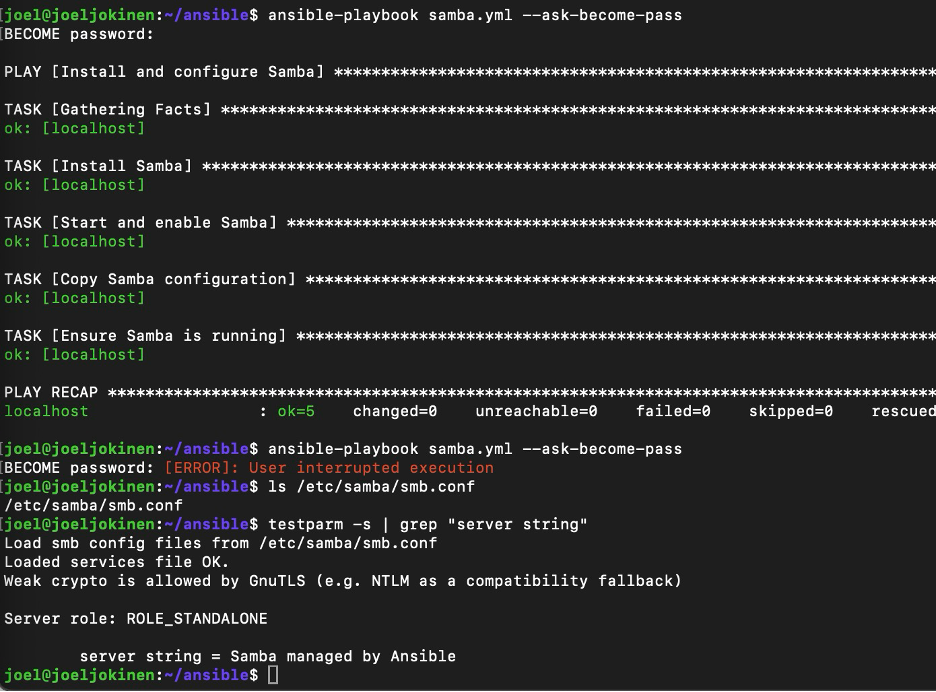 [joel@joeljokinen:~/ansible$ ansible-playbook samba.yml --ask-become-pass
[BECOME password:
PLAY [Install and configure Samba] ****************************************************************
TASK [Gathering Facts] ****************************************************************************
ok: [localhost]
TASK [Install Samba] ******************************************************************************
ok: [localhost]
TASK [Start and enable Samba] *********************************************************************
ok: [localhost]
TASK [Copy Samba configuration] *******************************************************************
ok: [localhost]
TASK [Ensure Samba is running] ********************************************************************
ok: [localhost]
PLAY RECAP ****************************************************************************************
localhost                  : ok=5    changed=0    unreachable=0    failed=0    skipped=0    rescued
[joel@joeljokinen:~/ansible$ ansible-playbook samba.yml --ask-become-pass
[BECOME password: [ERROR]: User interrupted execution
[joel@joeljokinen:~/ansible$ ls /etc/samba/smb.conf
/etc/samba/smb.conf
[joel@joeljokinen:~/ansible$ testparm -s | grep "server string"
Load smb config files from /etc/samba/smb.conf
Loaded services file OK.
Weak crypto is allowed by GnuTLS (e.g. NTLM as a compatibility fallback)
Server role: ROLE_STANDALONE
        server string = Samba managed by Ansible
joel@joeljokinen:~/ansible$